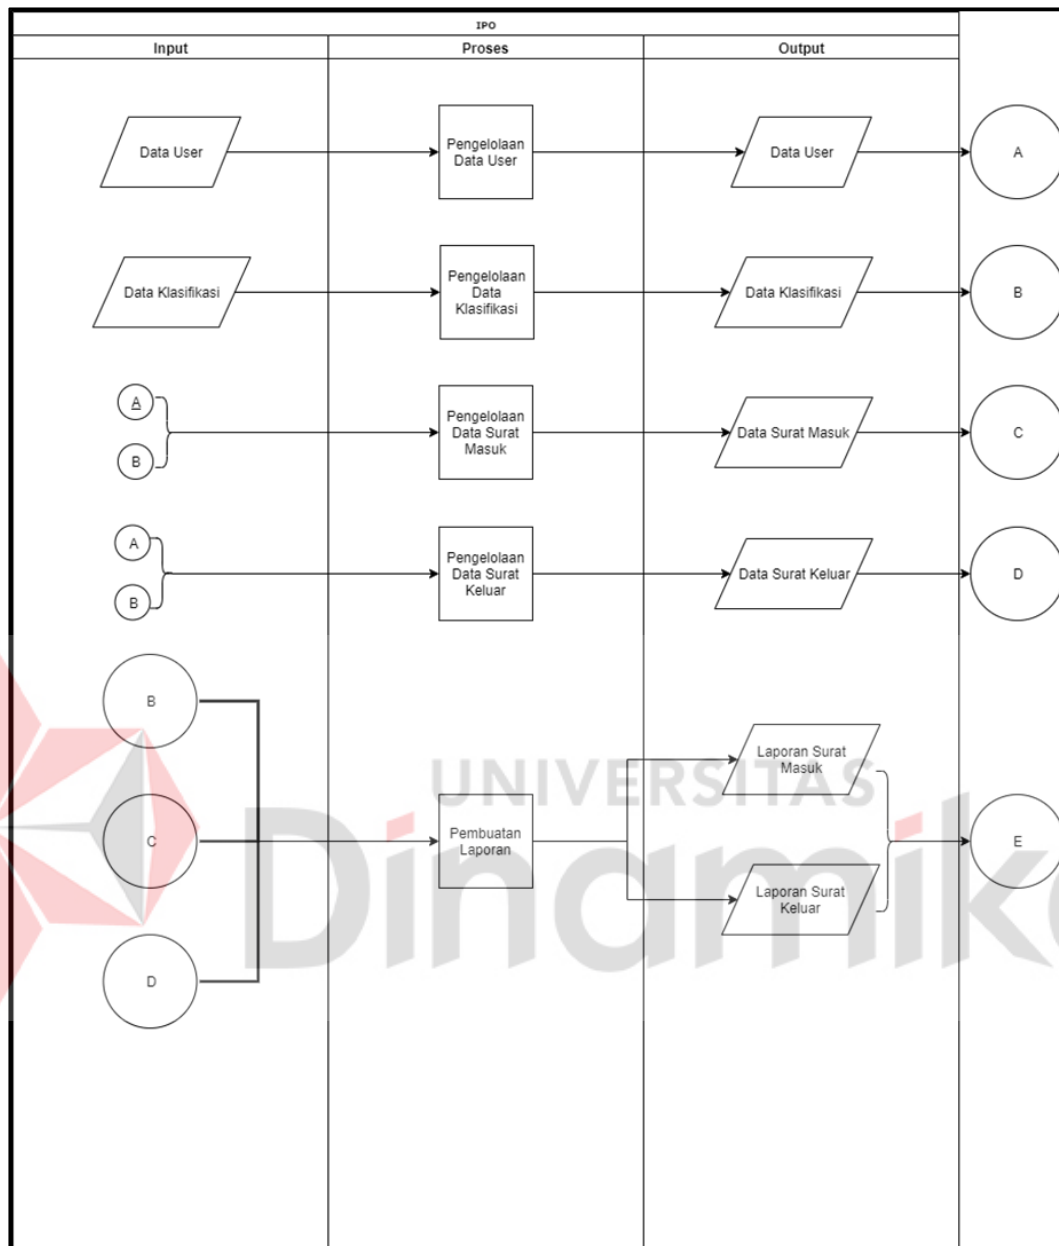 IPO
Input
Proses
Output
Data User
Pengelolaan
Data User
Data User
A
Data Klasifikasi
Pengelolaan
Data
Klasifikasi
Data Klasifikasi
B
A
B
Pengelolaan
Data Surat
Masuk
Data Surat Masuk
C
A
B
Pengelolaan
Data Surat
Keluar
Data Surat Keluar
D
B
C
D
Pembuatan
Laporan
Laporan Surat
Masuk
Laporan Surat
Keluar
E
UNIVERSITAS
Dinamika